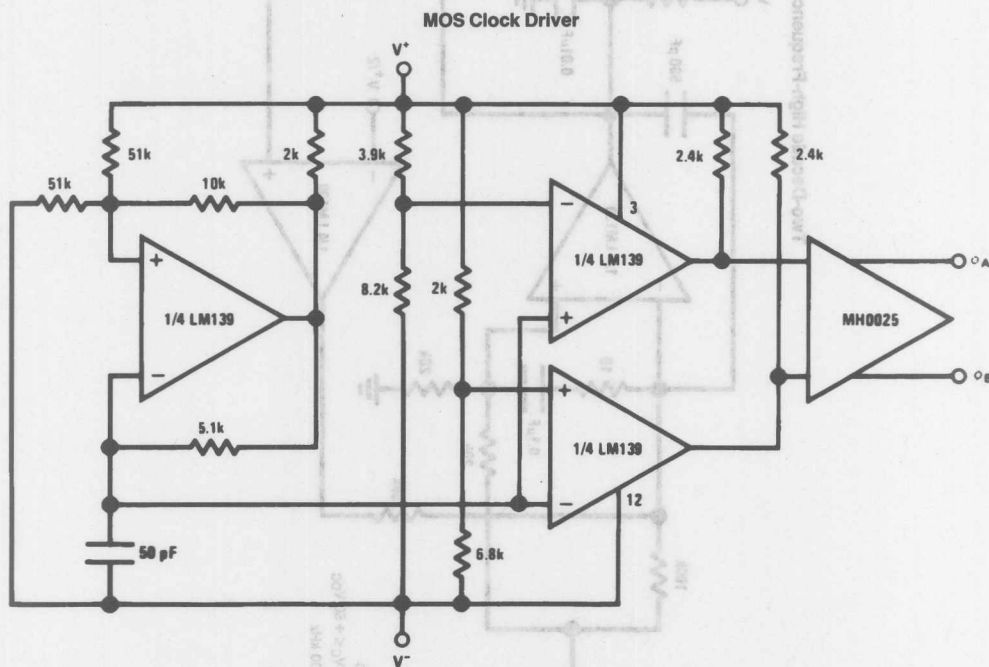 MOS Clock Driver
V+
51k
2k
3.9k
2.4k
2.4k
51k
10k
3
1/4 LM139
8.2k
2k
1/4 LM139
MH0025
5.1k
1/4 LM139
12
50 pF
6.8k
V-